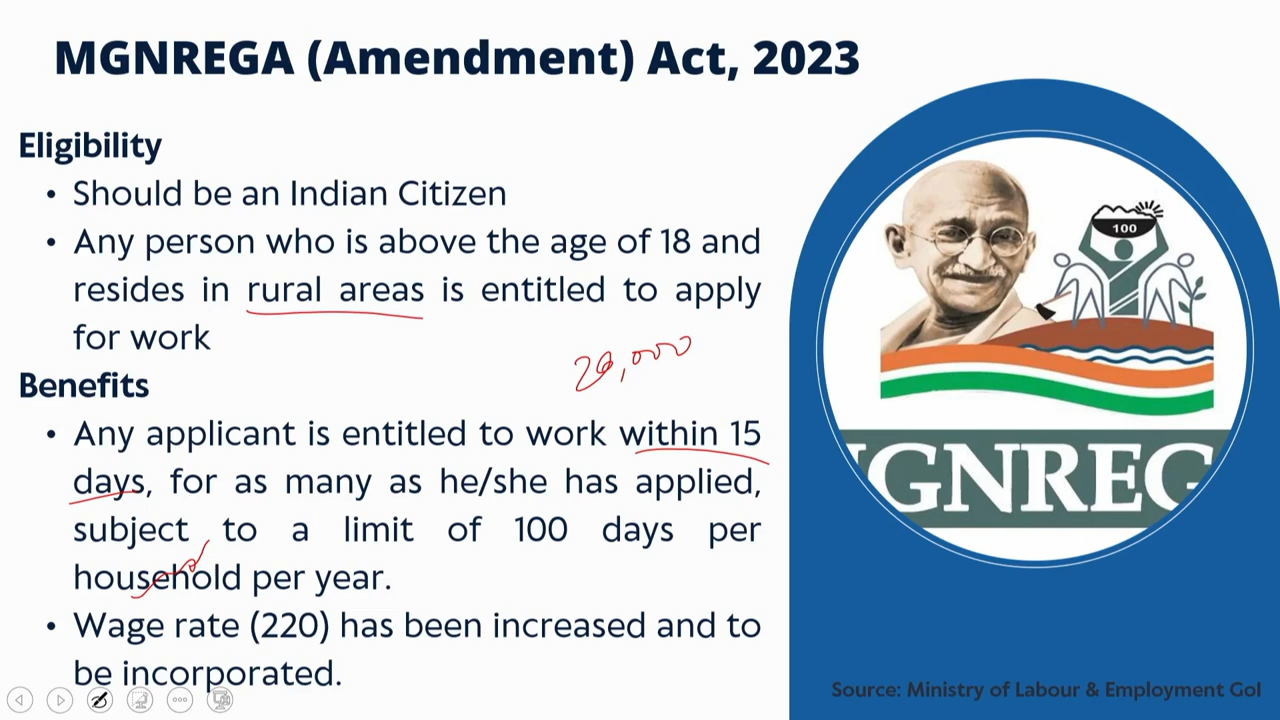 MGNREGA (Amendment) Act, 2023
Eligibility
• Should be an Indian Citizen
• Any person who is above the age of 18 and
resides in rural areas is entitled to apply
for work
Benefits
• Any applicant is entitled to work within 15
days, for as many as he/she has applied,
subject to a limit of 100 days per
household per year.
• Wage rate (220) has been increased and to
be incorporated.
100
GNREG
Source: Ministry of Labour & Employment GoI